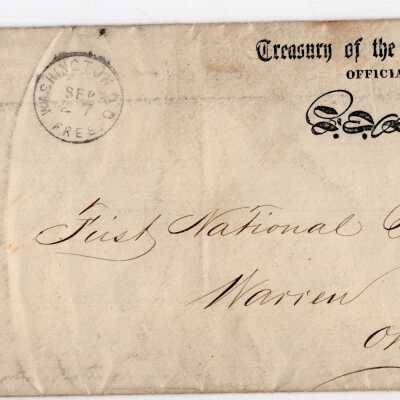 Treasury of the
OFFICIA
WASHINGTON D.C.
SEP
27
FREE
First National
Warren